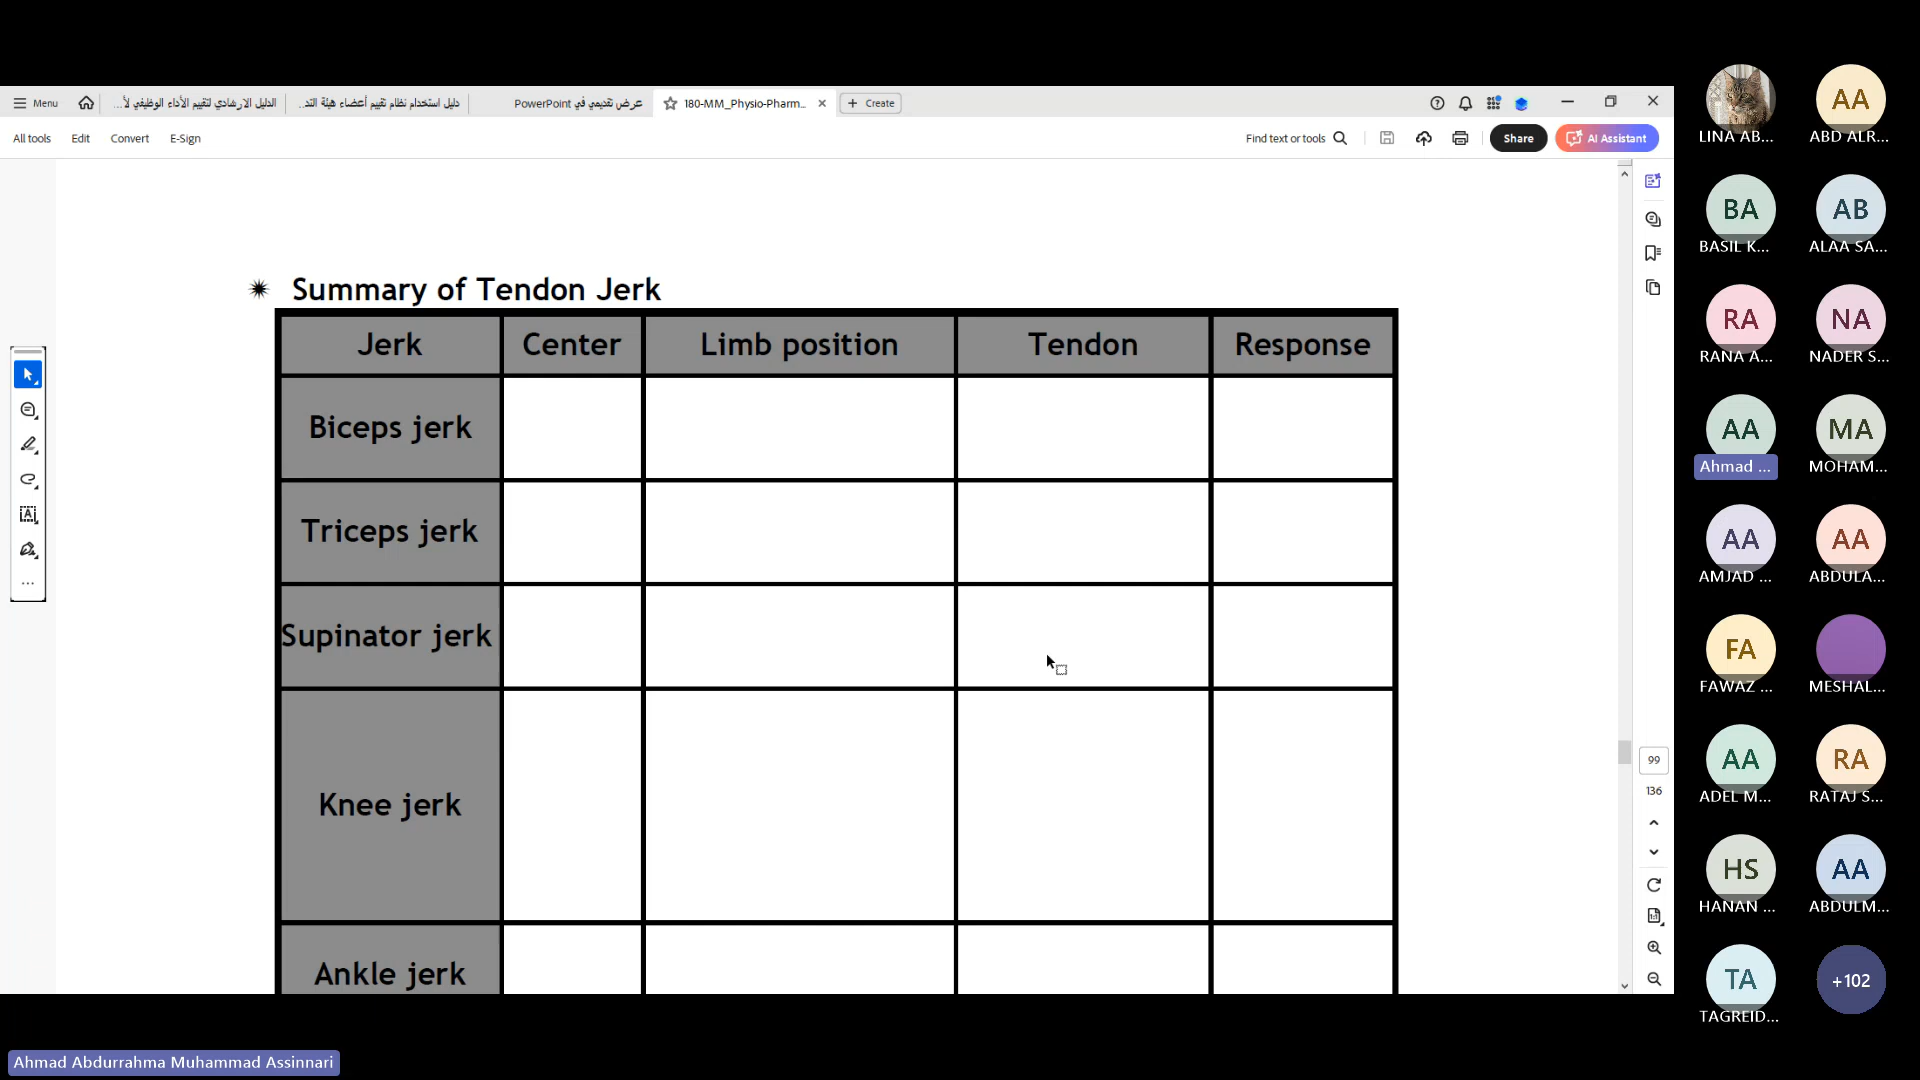 Menu
الدليل الارشادي لتقييم الأداء الوظيفي لأ...
دليل استخدام نظام تقييم أعضاء هيئة التد...
عرض تقديمي في PowerPoint
180-MM_Physio-Pharm...
Create
All tools
Edit
Convert
E-Sign
Find text or tools
Share
AI Assistant
Summary of Tendon Jerk
Jerk Center Limb position Tendon Response
Biceps jerk
Triceps jerk
Supinator jerk
Knee jerk
Ankle jerk
99
136
LINA AB...
AA
ABD ALR...
BA
BASIL K...
AB
ALAA SA...
RA
RANA A...
NA
NADER S...
AA
Ahmad ...
MA
MOHAM...
AA
AMJAD ...
AA
ABDULA...
FA
FAWAZ ...
MESHAL...
AA
ADEL M...
RA
RATAJ S...
HS
HANAN ...
AA
ABDULM...
TA
TAGREID...
+102
Ahmad Abdurrahma Muhammad Assinnari